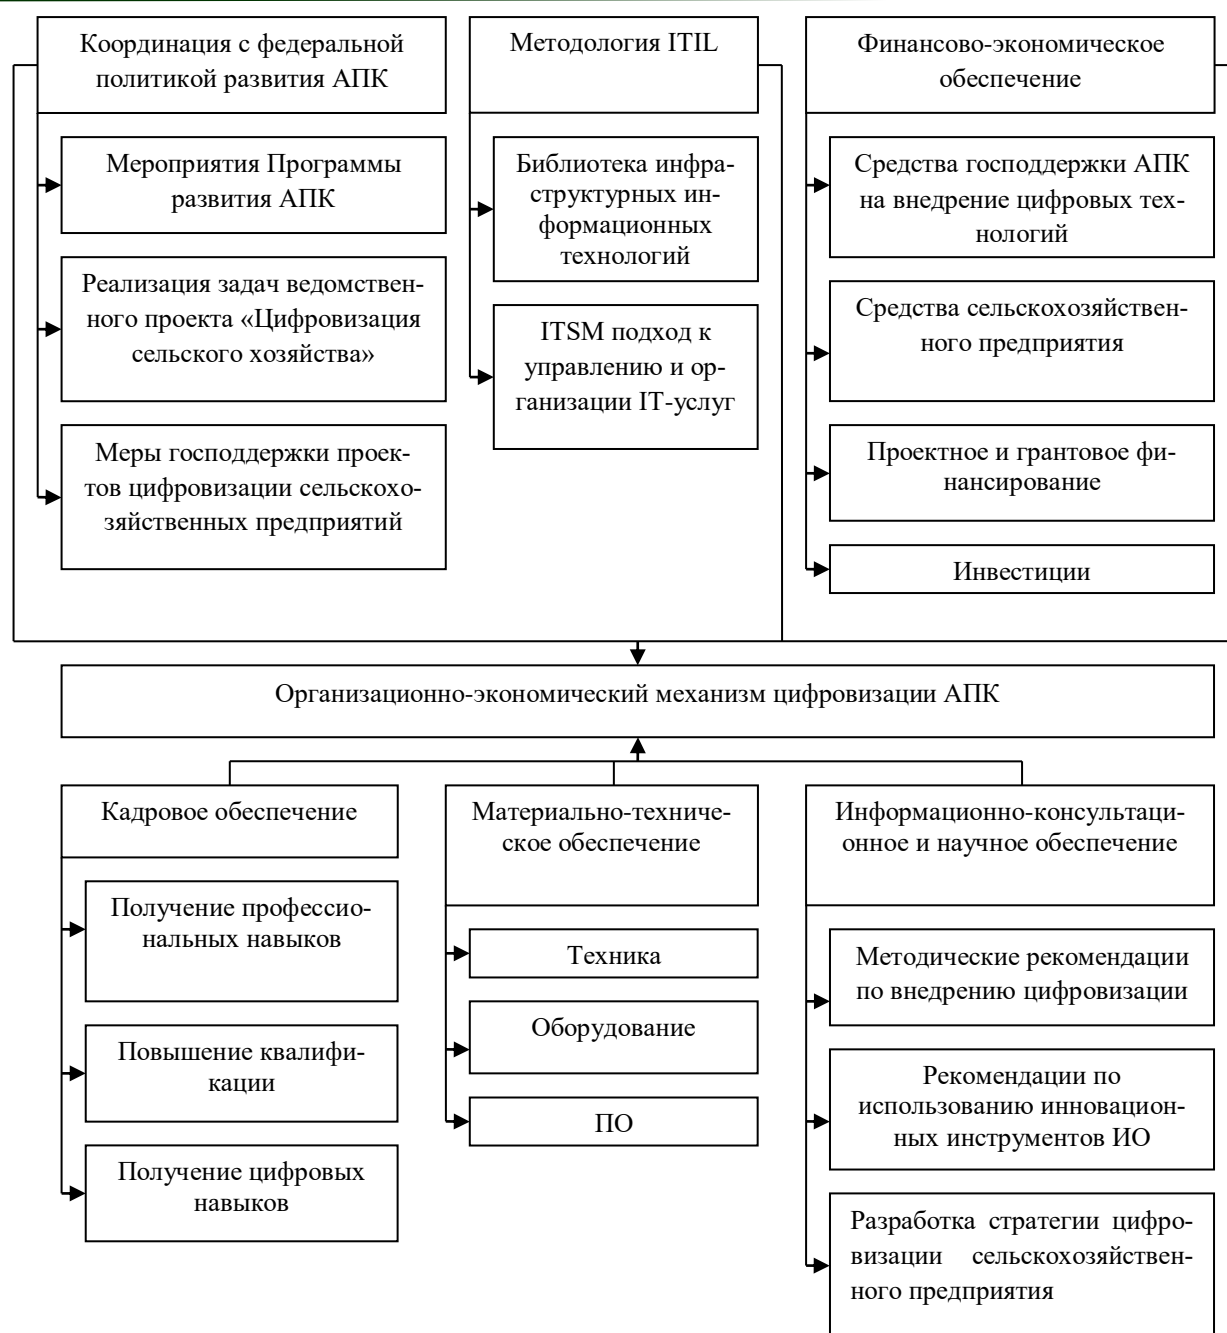 Координация с федеральной
политикой развития АПК
Мероприятия Программы
развития АПК
Реализация задач ведомствен-
ного проекта «Цифровизация
сельского хозяйства»
Меры господдержки проек-
тов цифровизации сельскохо-
зяйственных предприятий
Методология ITIL
Библиотека инфра-
структурных ин-
формационных
технологий
ITSM подход к
управлению и ор-
ганизации IT-услуг
Финансово-экономическое
обеспечение
Средства господдержки АПК
на внедрение цифровых тех-
нологий
Средства сельскохозяйствен-
ного предприятия
Проектное и грантовое фи-
нансирование
Инвестиции
Организационно-экономический механизм цифровизации АПК
Кадровое обеспечение
Получение профессио-
нальных навыков
Повышение квалифи-
кации
Получение цифровых
навыков
Материально-техниче-
ское обеспечение
Техника
Оборудование
ПО
Информационно-консультаци-
онное и научное обеспечение
Методические рекомендации
по внедрению цифровизации
Рекомендации по
использованию инновацион-
ных инструментов ИО
Разработка стратегии цифро-
визации сельскохозяйствен-
ного предприятия